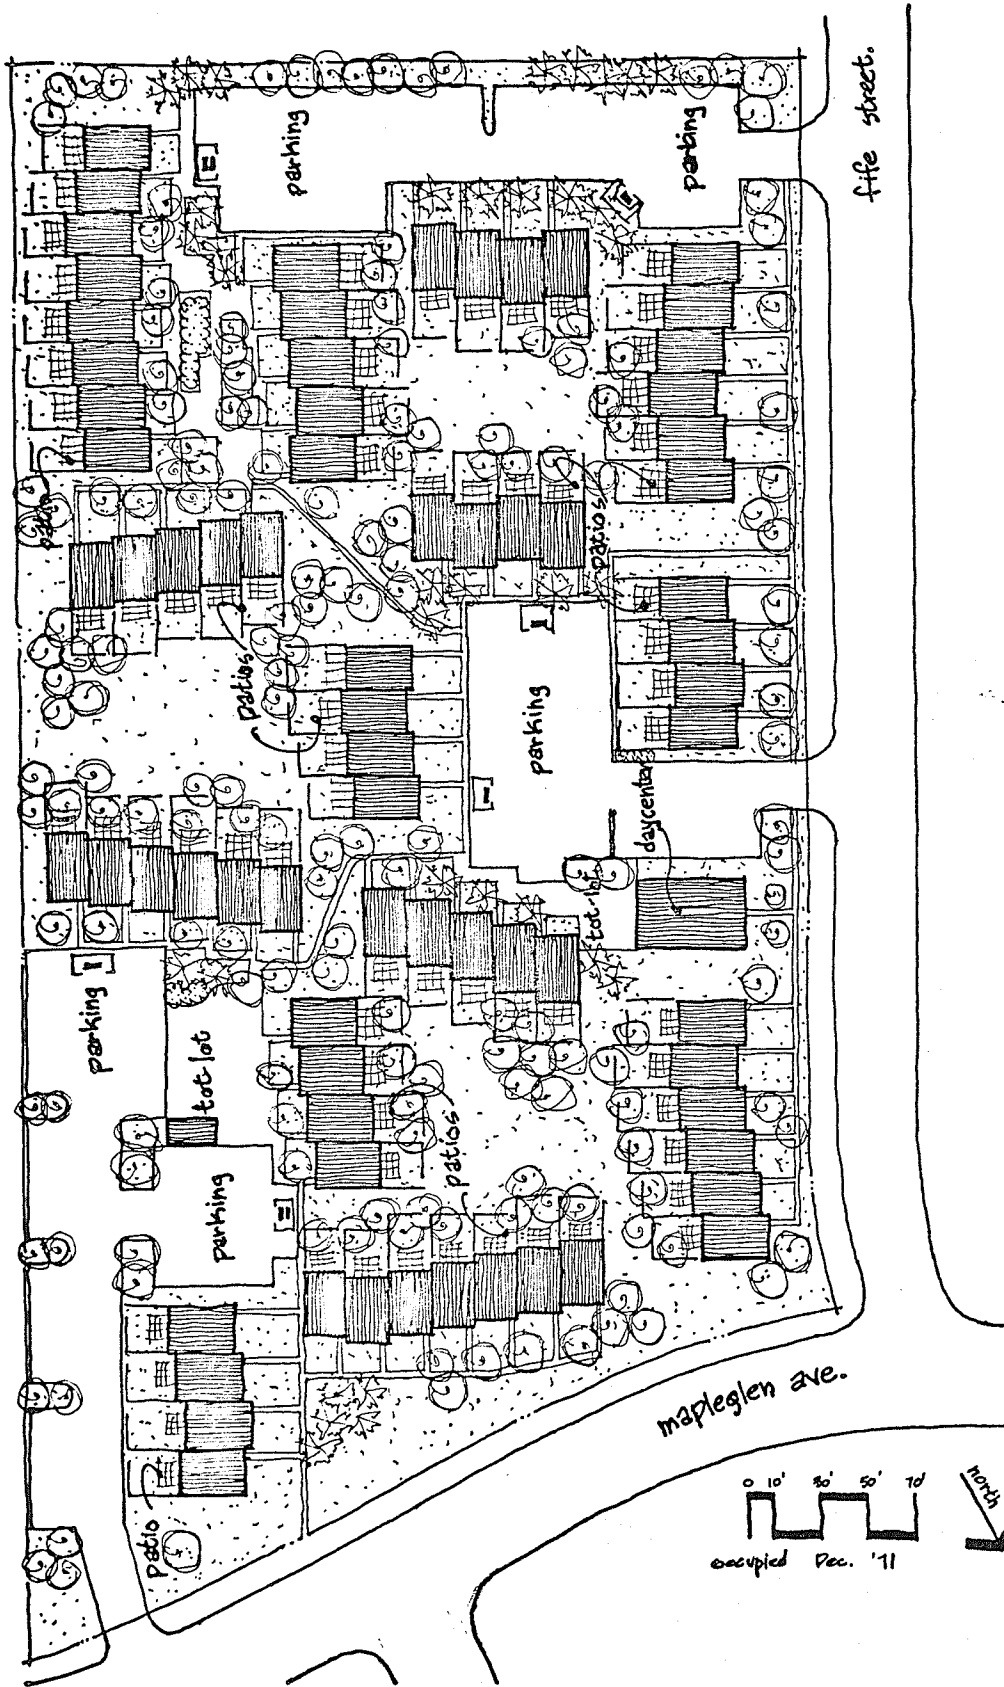 parking
parking
fife street.
patio
patios
patios
parking
daycenter
tot-lot
parking
tot lot
parking
patios
patio
mapleglen ave.
0 10' 30' 50' 70'
occupied Dec. '71
north